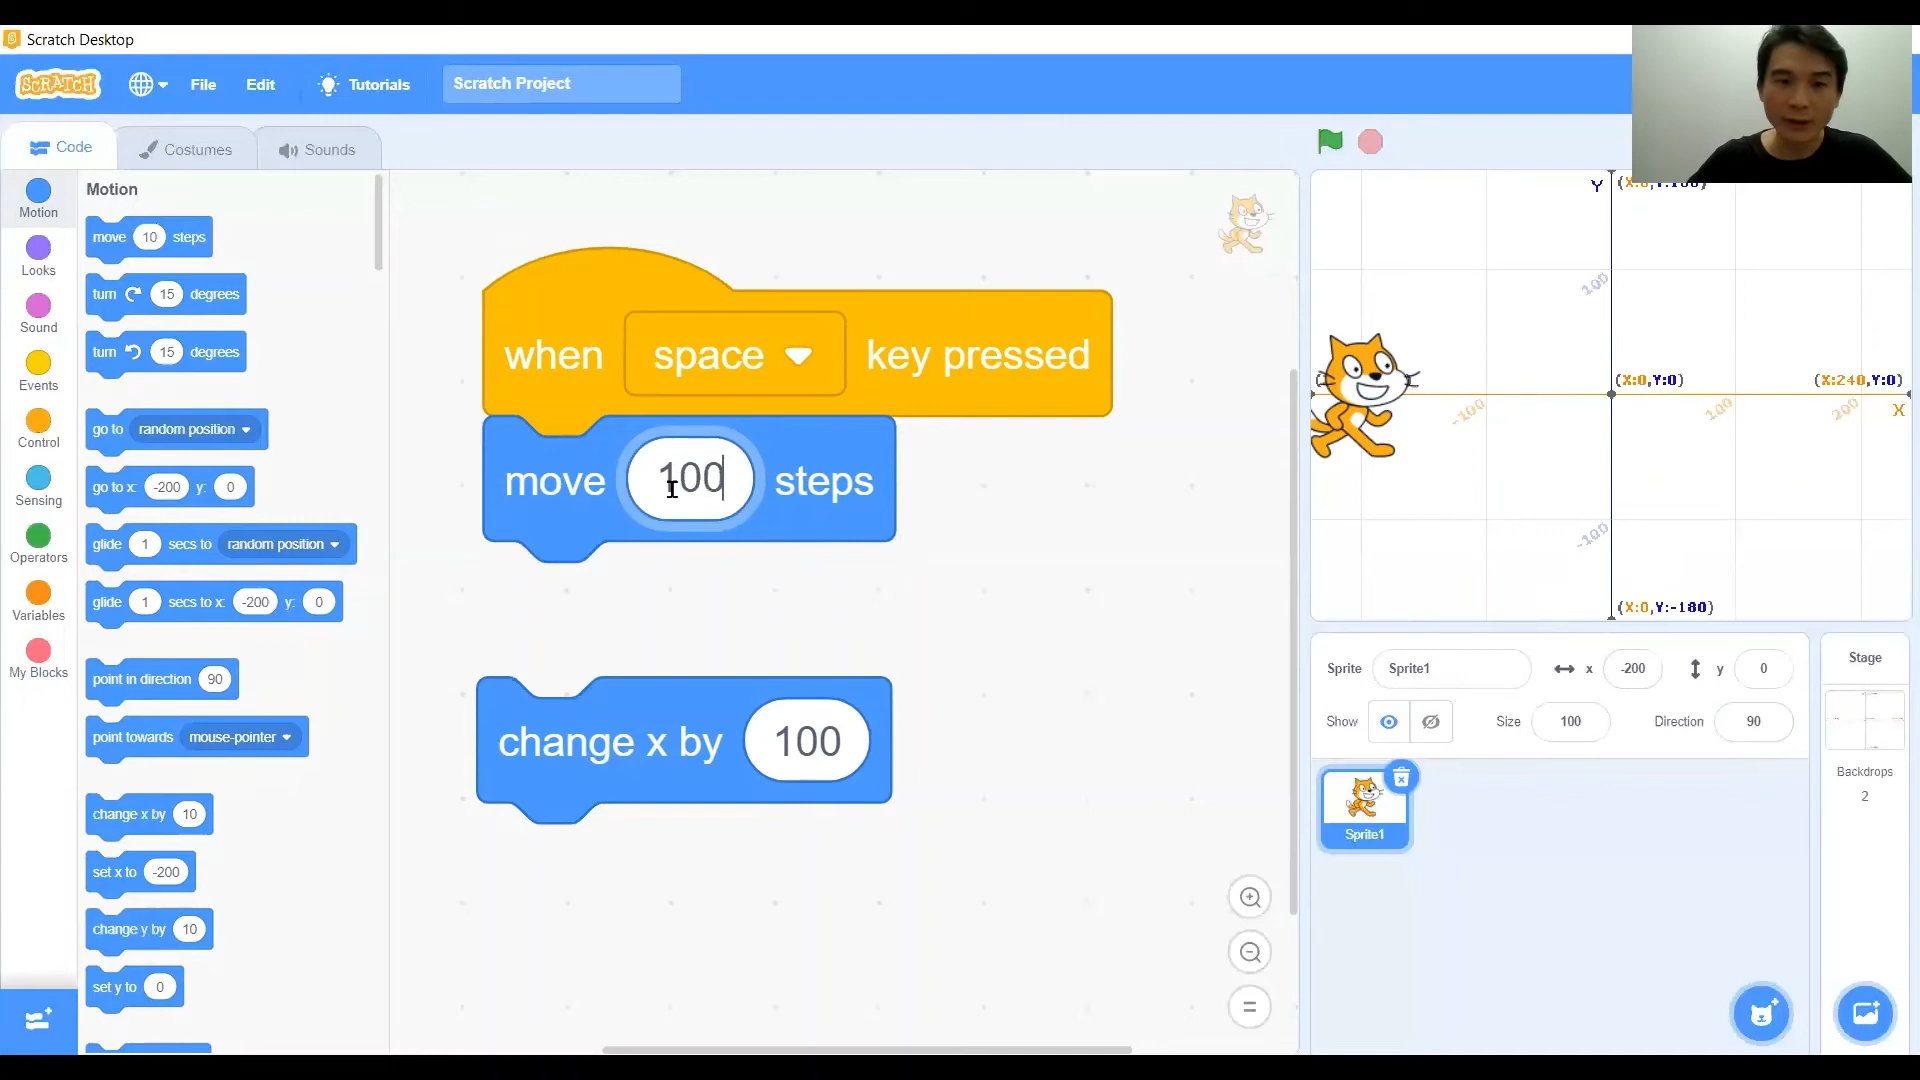 Scratch Desktop
SCRATCH
File
Edit
Tutorials
Scratch Project
Code
Costumes
Sounds
Motion
Looks
Sound
Events
Control
Sensing
Operators
Variables
My Blocks
Motion
move 10 steps
turn 15 degrees
turn 15 degrees
go to random position
go to x: -200 y: 0
glide 1 secs to random position
glide 1 secs to x: -200 y: 0
point in direction 90
point towards mouse-pointer
change x by 10
set x to -200
change y by 10
set y to 0
when space key pressed
move 100 steps
change x by 100
Y
100
(X:0,Y:0)
(X:240,Y:0)
-100
100
200
X
-100
(X:0,Y:-180)
Sprite Sprite1 x -200 y 0
Show Size 100 Direction 90
Sprite1
Stage
Backdrops
2